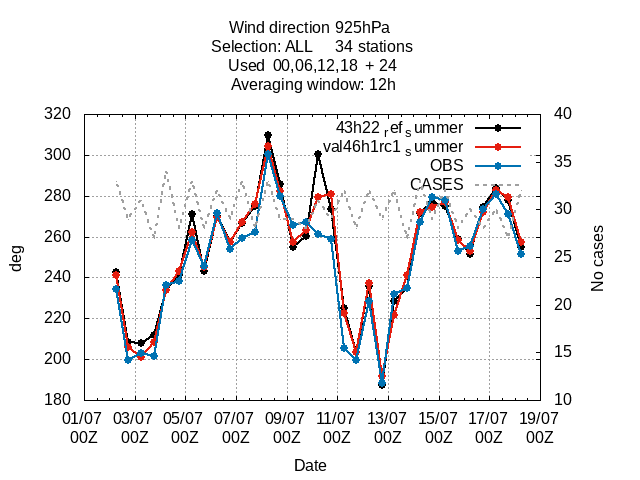 Wind direction 925hPa
Selection: ALL 34 stations
Used 00,06,12,18 + 24
Averaging window: 12h
320
300
280
260
240
220
200
180
deg
40
35
30
25
20
15
10
No cases
43h22 refsummer
val46h1rc1 summer
OBS
CASES
01/07 03/07 05/07 07/07 09/07 11/07 13/07 15/07 17/07 19/07
00Z 00Z 00Z 00Z 00Z 00Z 00Z 00Z 00Z 00Z
Date